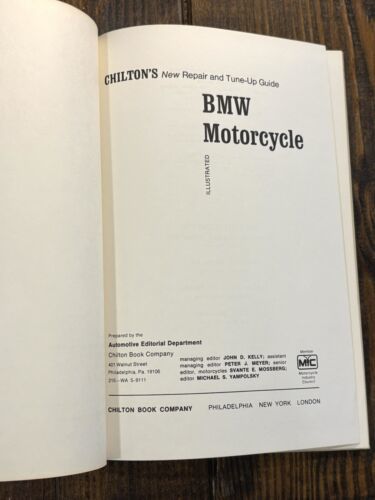 CHILTON'S New Repair and Tune-Up Guide
BMW
Motorcycle
ILLUSTRATED
Prepared by the
Automotive Editorial Department
Chilton Book Company
401 Walnut Street
Philadelphia, Pa. 19106
215—WA 5-9111
managing editor JOHN D. KELLY; assistant
managing editor PETER J. MEYER; senior
editor, motorcycles SVANTE E. MOSSBERG;
editor MICHAEL S. YAMPOLSKY
Member
MIC
Motorcycle
Industry
Council
CHILTON BOOK COMPANY PHILADELPHIA NEW YORK LONDON